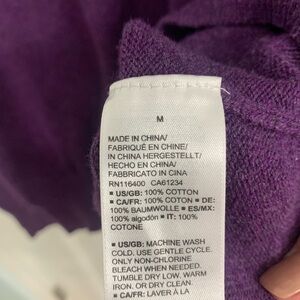 M
MADE IN CHINA/
FABRIQUÉ EN CHINE/
IN CHINA HERGESTELLT/
HECHO EN CHINA/
FABBRICATO IN CINA
RN116400 CA61234
■ US/GB: 100% COTTON
■ CA/FR: 100% COTON ■ DE:
100% BAUMWOLLE ■ ES/MX:
100% algodón ■ IT: 100%
COTONE
■ US/GB: MACHINE WASH
COLD. USE GENTLE CYCLE.
ONLY NON-CHLORINE
BLEACH WHEN NEEDED.
TUMBLE DRY LOW. WARM
IRON. OR DRY CLEAN.
■ CA/FR: LAVER À LA